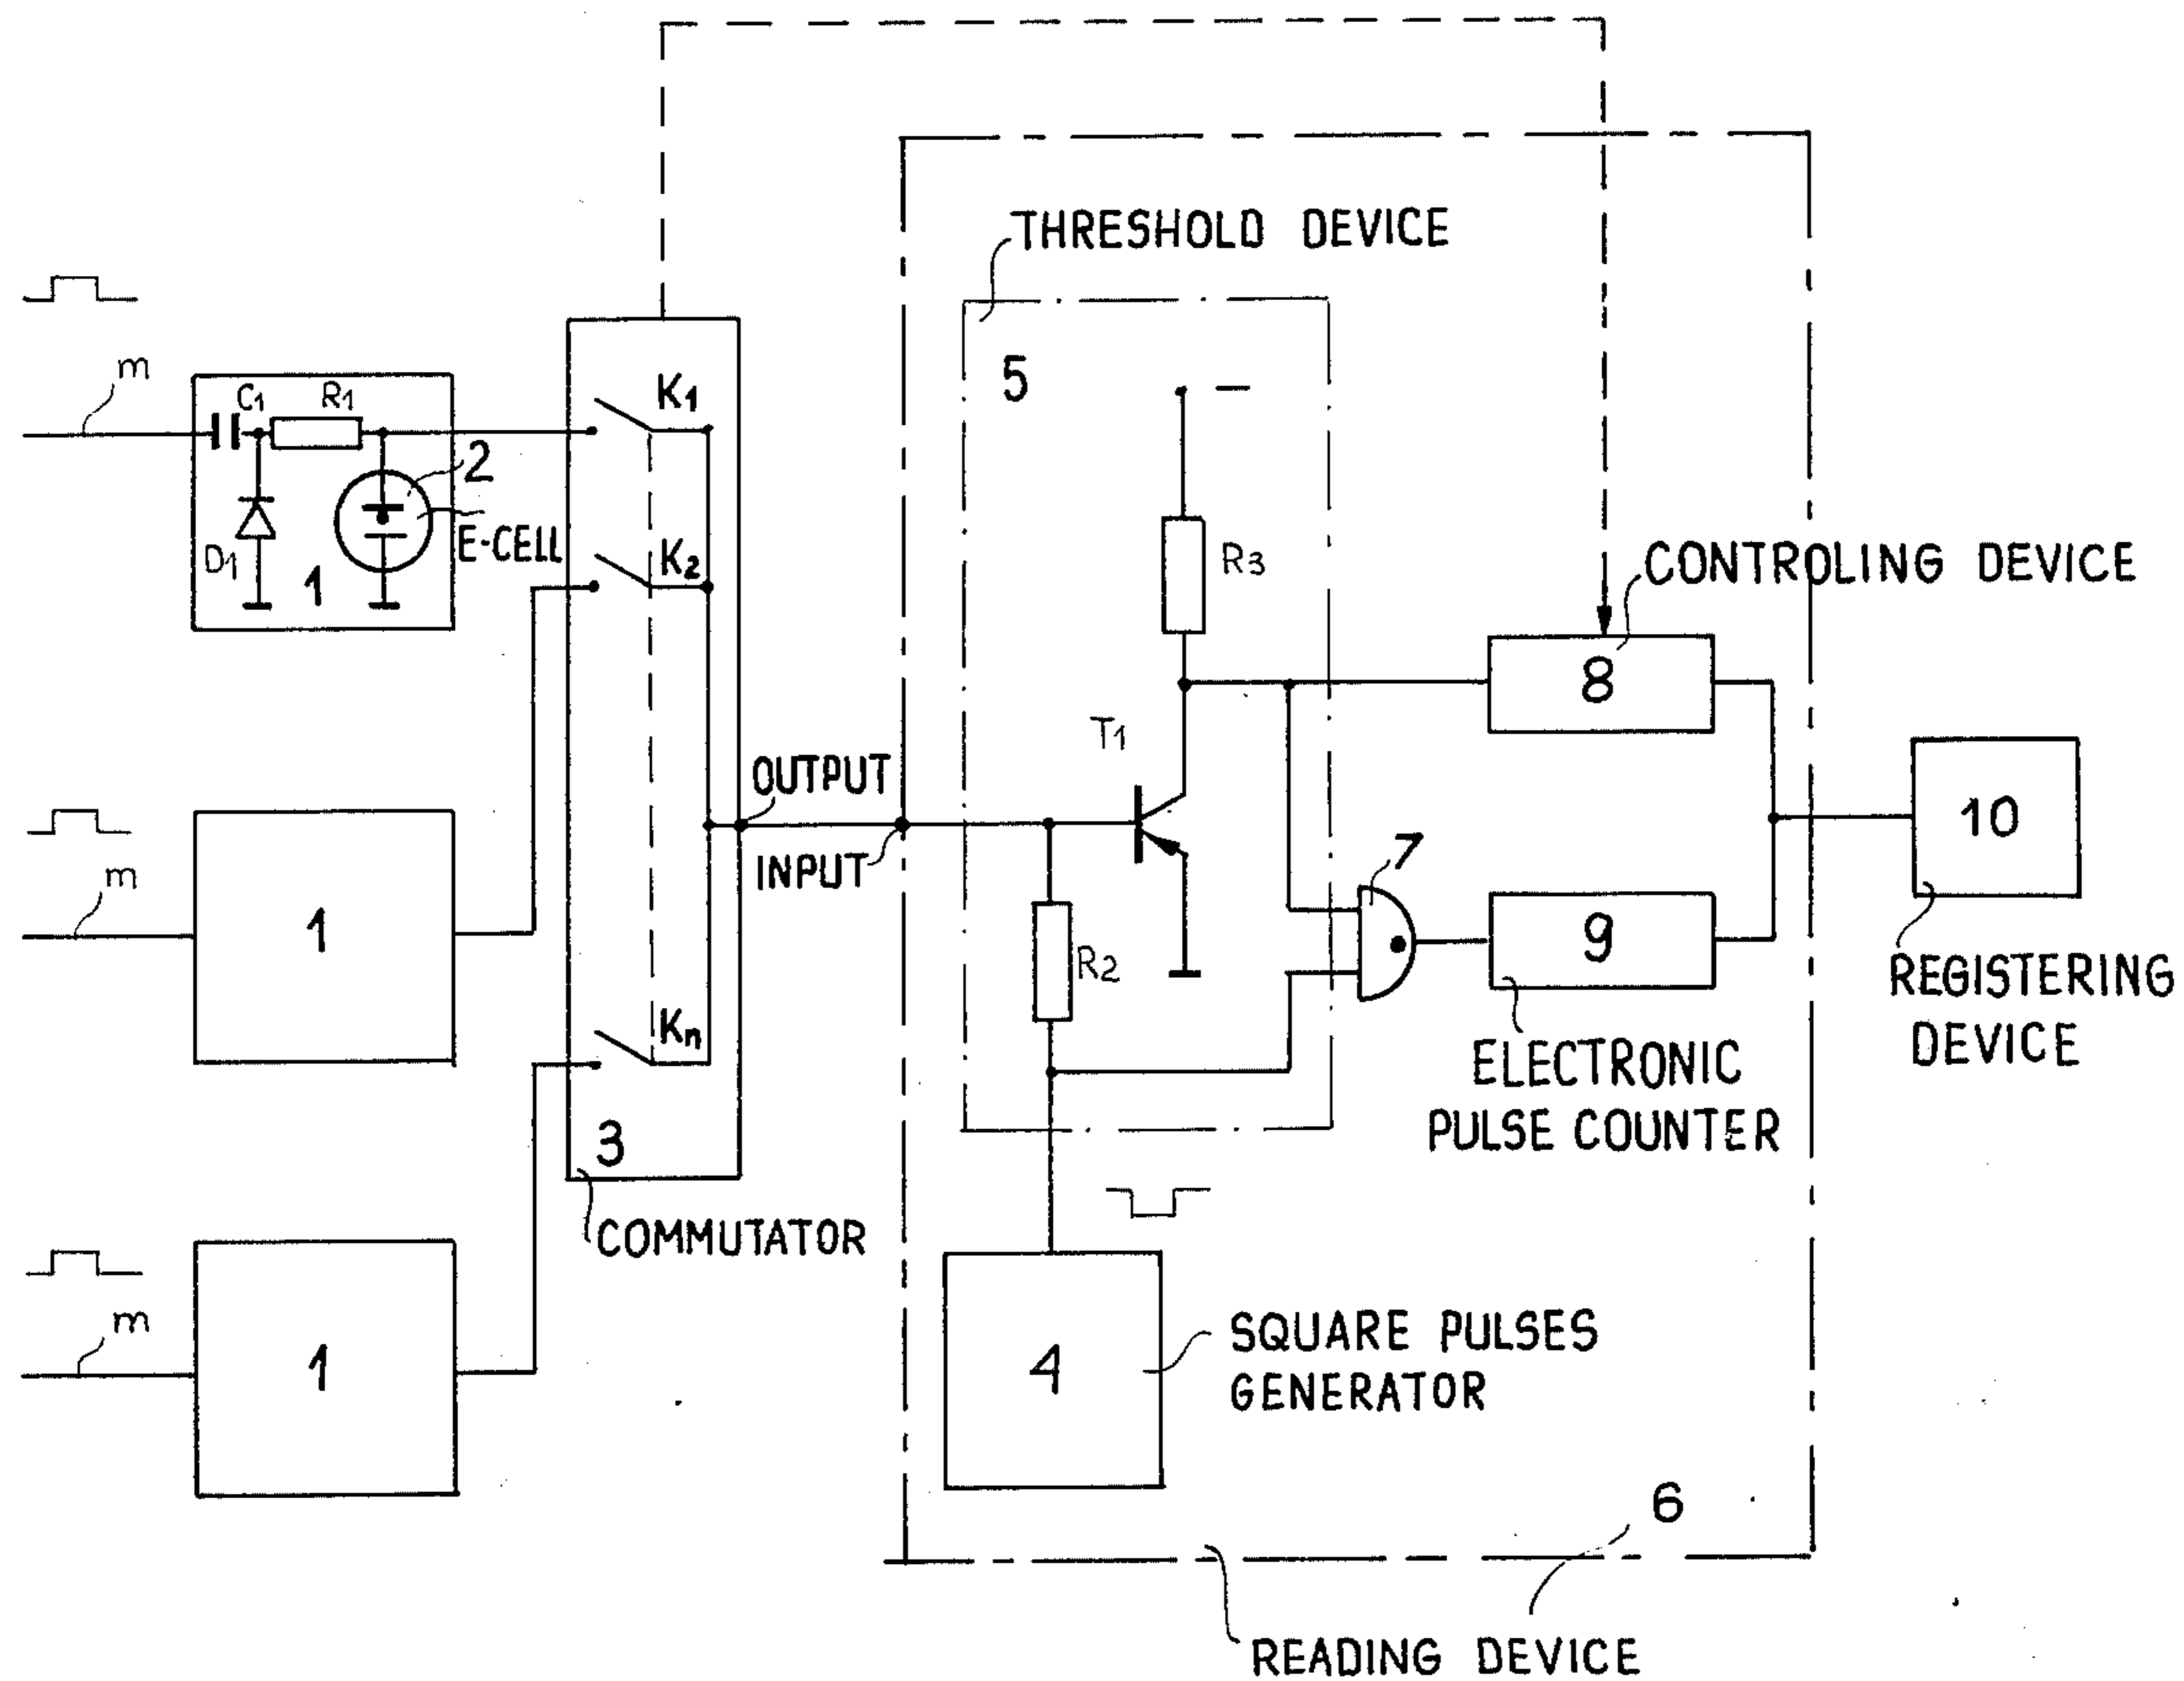 THRESHOLD DEVICE
5
m
C1
R1
K1
2
E-CELL
D1
1
K2
R3
CONTROLING DEVICE
8
T1
OUTPUT
INPUT
10
7
m
1
R2
9
REGISTERING
DEVICE
Kn
ELECTRONIC
PULSE COUNTER
3
COMMUTATOR
m
1
4
SQUARE PULSES
GENERATOR
6
READING DEVICE